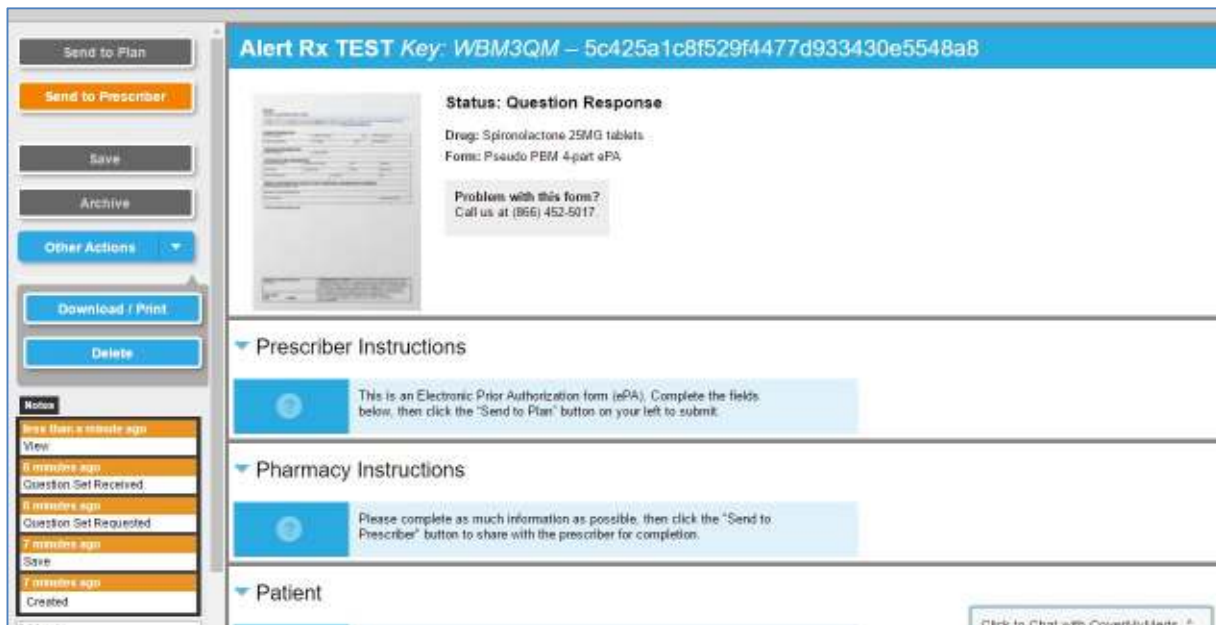 Send to Plan
Send to Prescriber
Save
Archive
Other Actions
Download / Print
Delete
Notes
less than a minute ago
View
6 minutes ago
Question Set Received
6 minutes ago
Question Set Requested
7 minutes ago
Save
7 minutes ago
Created
Alert Rx TEST Key: WBM3QM – 5c425a1c8f529f4477d933430e5548a8
Status: Question Response
Drug: Spironolactone 25MG tablets
Form: Pseudo PBM 4-part ePA
Problem with this form?
Call us at (866) 452-5017.
Prescriber Instructions
This is an Electronic Prior Authorization form (ePA). Complete the fields
below, then click the "Send to Plan" button on your left to submit.
Pharmacy Instructions
Please complete as much information as possible, then click the "Send to
Prescriber" button to share with the prescriber for completion.
Patient
Click to Chat with CoverMyMeds